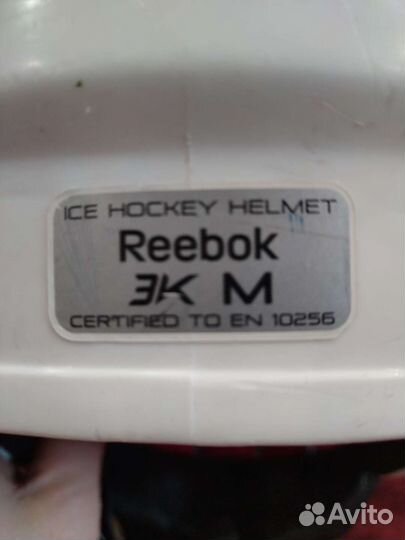 ICE HOCKEY HELMET
Reebok
3K M
CERTIFIED TO EN 10256
Avito